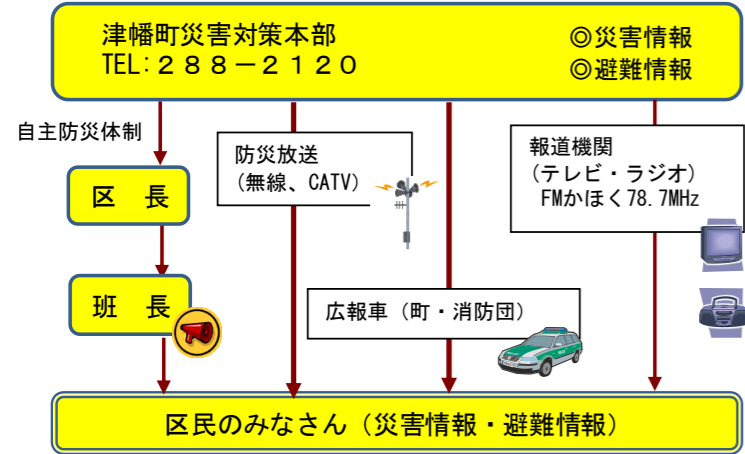 津幡町災害対策本部
TEL:２８８－２１２０
◎災害情報
◎避難情報
自主防災体制
防災放送
(無線、CATV)
報道機関
(テレビ・ラジオ)
FMかほく78.7MHz
区　長
班　長
広報車（町・消防団）
区民のみなさん（災害情報・避難情報）